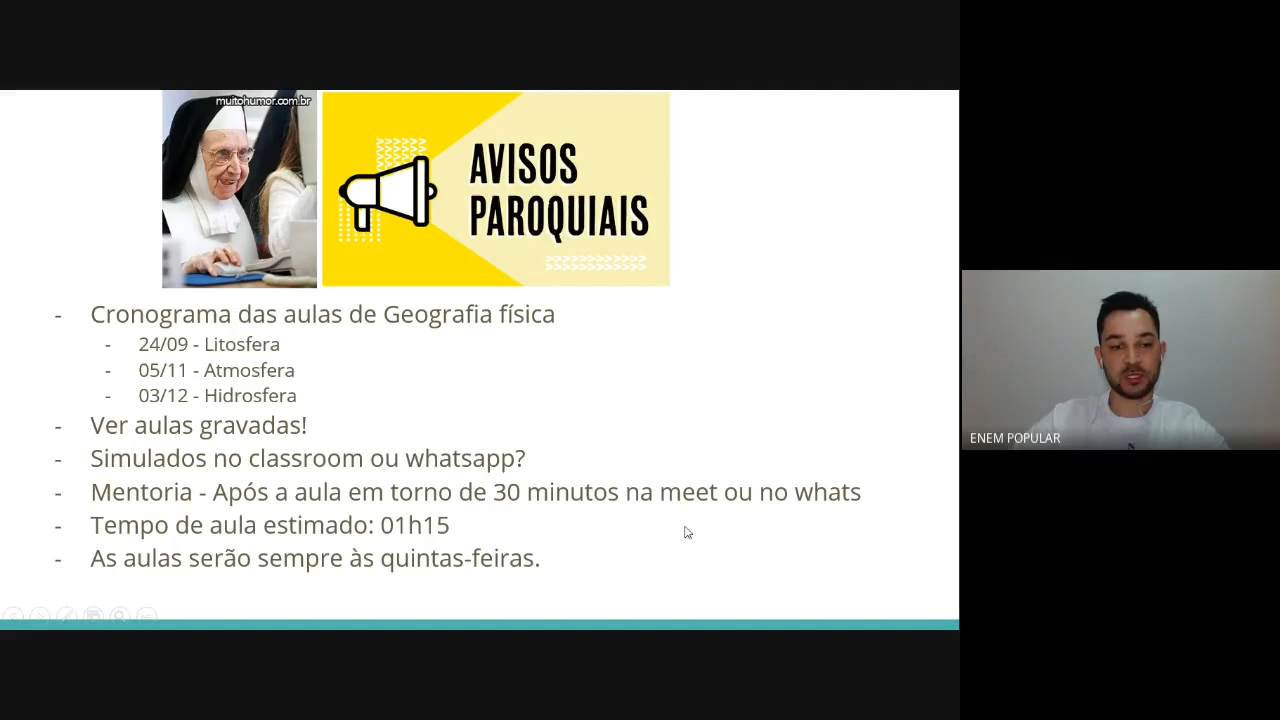 muitohumor.com.br
AVISOS
PAROQUIAIS
- Cronograma das aulas de Geografia física
- 24/09 - Litosfera
- 05/11 - Atmosfera
- 03/12 - Hidrosfera
- Ver aulas gravadas!
- Simulados no classroom ou whatsapp?
- Mentoria - Após a aula em torno de 30 minutos na meet ou no whats
- Tempo de aula estimado: 01h15
- As aulas serão sempre às quintas-feiras.
ENEM POPULAR